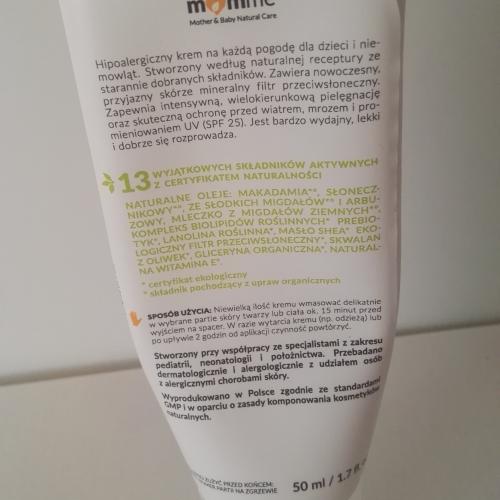 momme
Mother & Baby Natural Care
Hipoalergiczny krem na każdą pogodę dla dzieci i nie-
mowląt. Stworzony według naturalnej receptury ze
starannie dobranych składników. Zawiera nowoczesny,
przyjazny skórze mineralny filtr przeciwsłoneczny.
Zapewnia intensywną, wielokierunkową pielęgnację
oraz skuteczną ochronę przed wiatrem, mrozem i pro-
mieniowaniem UV (SPF 25). Jest bardzo wydajny, lekki
i dobrze się rozprowadza.
13 WYJĄTKOWYCH SKŁADNIKÓW AKTYWNYCH
Z CERTYFIKATEM NATURALNOŚCI
NATURALNE OLEJE: MAKADAMIA**, SŁONECZ-
NIKOWY**, ZE SŁODKICH MIGDAŁÓW** I ARBU-
ZOWY, MLECZKO Z MIGDAŁÓW ZIEMNYCH**,
KOMPLEKS BIOLIPIDÓW ROŚLINNYCH* PREBIO-
TYK*, LANOLINA ROŚLINNA*, MASŁO SHEA* EKO-
LOGICZNY FILTR PRZECIWSŁONECZNY*, SKWALAN
Z OLIWEK*, GLICERYNA ORGANICZNA*, NATURAL-
NA WITAMINA E*.
* certyfikat ekologiczny
* składnik pochodzący z upraw organicznych
SPOSÓB UŻYCIA: Niewielką ilość kremu wmasować delikatnie
w wybrane partie skóry twarzy lub ciała ok. 15 minut przed
wyjściem na spacer. W razie wytarcia kremu (np. odzieżą) lub
po upływie 2 godzin od aplikacji czynność powtórzyć.
Stworzony przy współpracy ze specjalistami z zakresu
pediatrii, neonatologii i położnictwa. Przebadano
dermatologicznie i alergologicznie z udziałem osób
z alergicznymi chorobami skóry.
Wyprodukowano w Polsce zgodnie ze standardami
GMP i w oparciu o zasady komponowania kosmetyków
naturalnych.
ZUŻYĆ PRZED KOŃCEM:
PARTII NA ZGRZEWIE
50 ml / 1.7